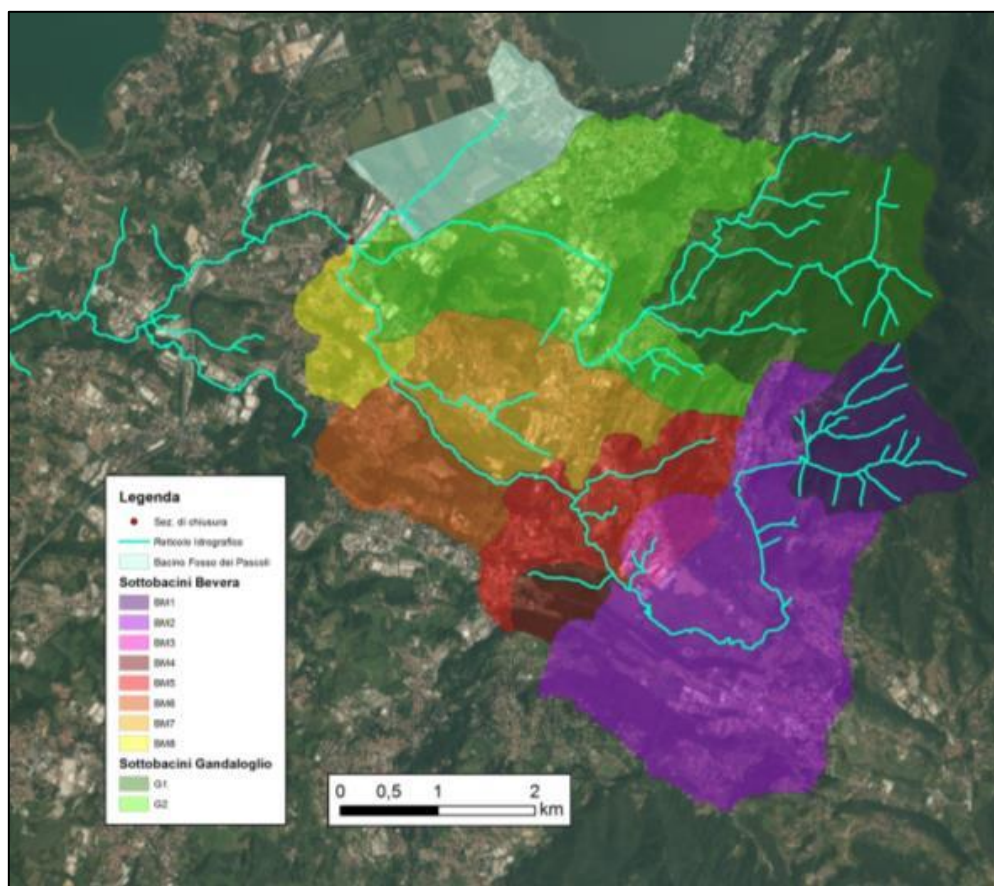 Legenda
Sez. di chiusura
Reticolo Idrografico
Bacino Fosso dei Pascoli
Sottobacini Bevera
BM1
BM2
BM3
BM4
BM5
BM6
BM7
BM8
Sottobacini Gandaloglio
G1
G2
0 0,5 1 2
km